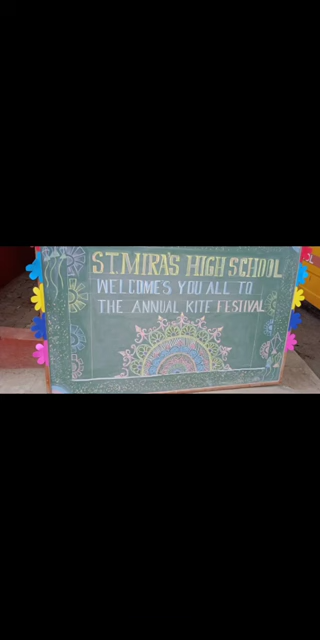 ST. MIRA'S HIGH SCHOOL
WELCOMES YOU ALL TO
THE ANNUAL KITE FESTIVAL